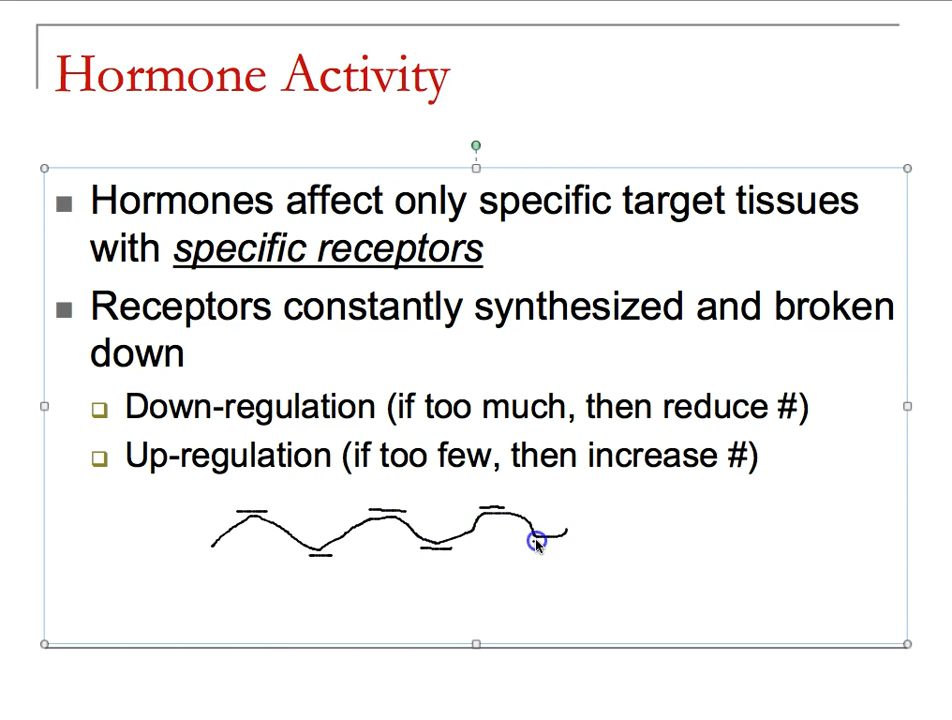 Hormone Activity
Hormones affect only specific target tissues
with specific receptors
Receptors constantly synthesized and broken
down
Down-regulation (if too much, then reduce #)
Up-regulation (if too few, then increase #)